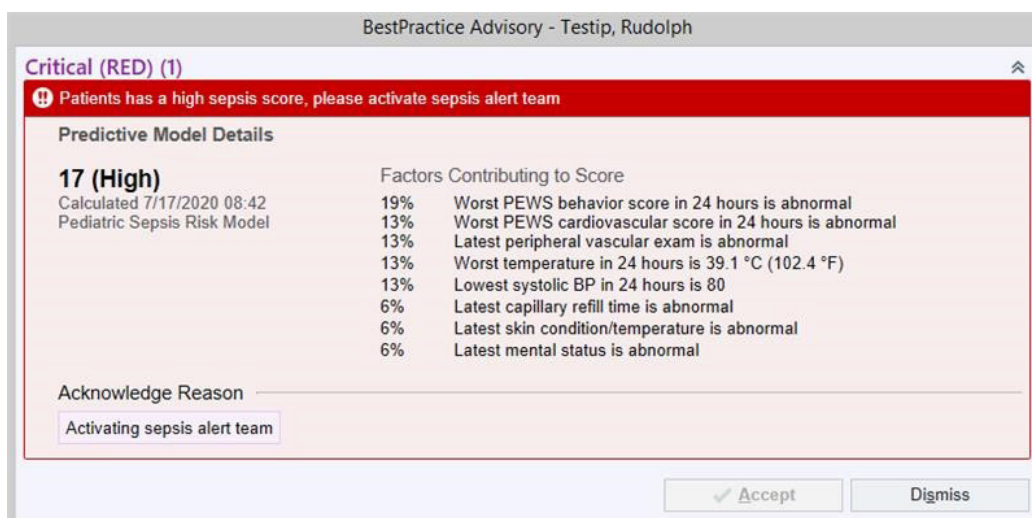 BestPractice Advisory - Testip, Rudolph
Critical (RED) (1)
Patients has a high sepsis score, please activate sepsis alert team
Predictive Model Details
17 (High)
Calculated 7/17/2020 08:42
Pediatric Sepsis Risk Model
Factors Contributing to Score
19% Worst PEWS behavior score in 24 hours is abnormal
13% Worst PEWS cardiovascular score in 24 hours is abnormal
13% Latest peripheral vascular exam is abnormal
13% Worst temperature in 24 hours is 39.1 °C (102.4 °F)
13% Lowest systolic BP in 24 hours is 80
6% Latest capillary refill time is abnormal
6% Latest skin condition/temperature is abnormal
6% Latest mental status is abnormal
Acknowledge Reason
Activating sepsis alert team
Accept
Dismiss